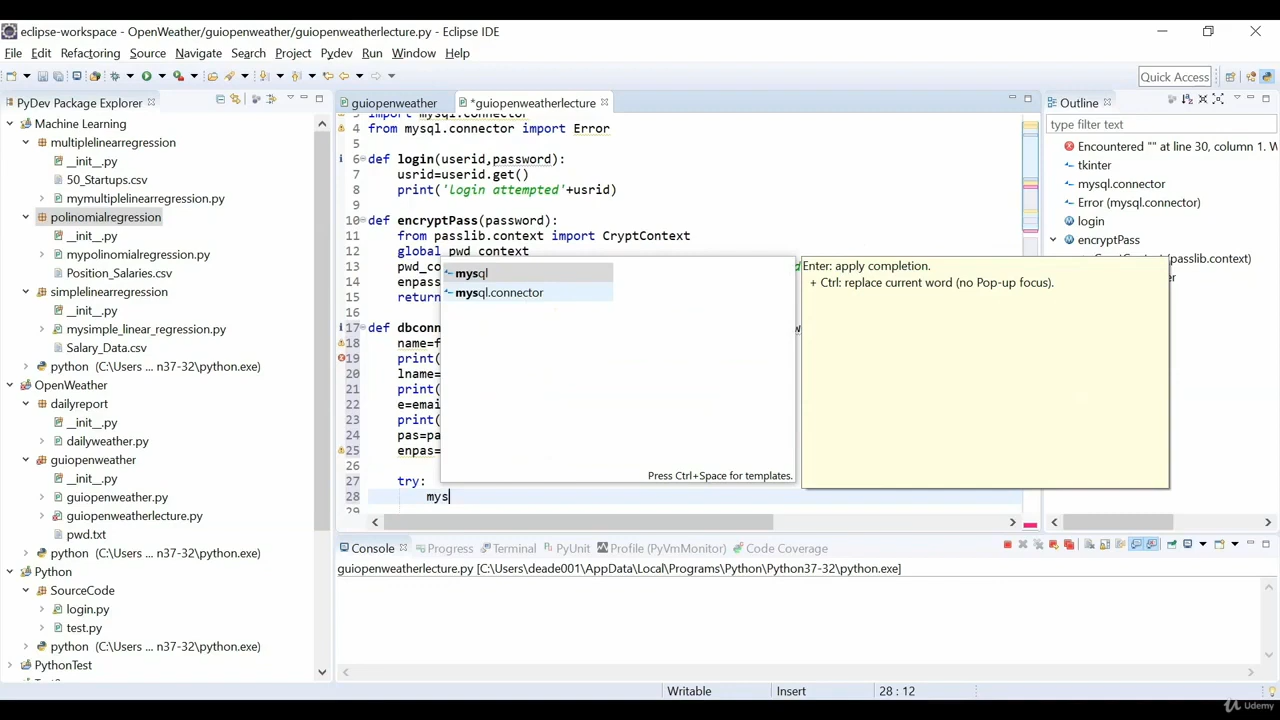 eclipse-workspace - OpenWeather/guiopenweather/guiopenweatherlecture.py - Eclipse IDE
File Edit Refactoring Source Navigate Search Project Pydev Run Window Help
Quick Access
PyDev Package Explorer
Machine Learning
multiplelinearregression
__init__.py
50_Startups.csv
mymultiplelinearregression.py
polinomialregression
__init__.py
mypolinomialregression.py
Position_Salaries.csv
simplelinearregression
__init__.py
mysimple_linear_regression.py
Salary_Data.csv
python (C:\Users ... n37-32\python.exe)
OpenWeather
dailyreport
__init__.py
dailyweather.py
guiopenweather
__init__.py
guiopenweather.py
guiopenweatherlecture.py
pwd.txt
python (C:\Users ... n37-32\python.exe)
Python
SourceCode
login.py
test.py
python (C:\Users ... n37-32\python.exe)
PythonTest
guiopenweather *guiopenweatherlecture
import mysql.connector
4 from mysql.connector import Error
5
6 def login(userid,password):
7 usrid=userid.get()
8 print('login attempted'+usrid)
9
10 def encryptPass(password):
11 from passlib.context import CryptContext
12 global pwd_context
13 pwd_co
14 enpass
15 return
16
17 def dbconn
18 name=f
19 print(
20 lname=
21 print(
22 e=emai
23 print(
24 pas=pa
25 enpas=
26
27 try:
28 mys
29
mysql
mysql.connector
Press Ctrl+Space for templates.
Enter: apply completion.
+ Ctrl: replace current word (no Pop-up focus).
Outline
type filter text
Encountered "" at line 30, column 1. W
tkinter
mysql.connector
Error (mysql.connector)
login
encryptPass
(passlib.context)
Console Progress Terminal PyUnit Profile (PyVmMonitor) Code Coverage
guiopenweatherlecture.py [C:\Users\deade001\AppData\Local\Programs\Python\Python37-32\python.exe]
Writable Insert 28 : 12
Udemy